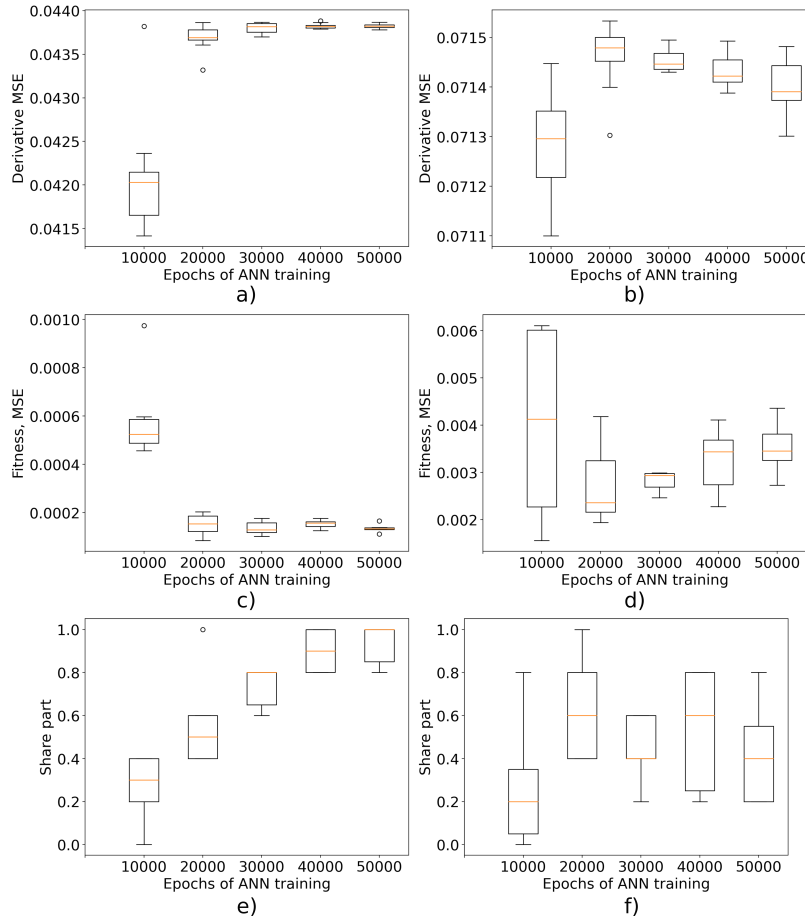 Derivative MSE
0.0440
0.0435
0.0430
0.0425
0.0420
0.0415
10000 20000 30000 40000 50000
Epochs of ANN training
a)
Derivative MSE
0.0715
0.0714
0.0713
0.0712
0.0711
10000 20000 30000 40000 50000
Epochs of ANN training
b)
Fitness, MSE
0.0010
0.0006
0.0004
0.0002
10000 20000 30000 40000 50000
Epochs of ANN training
c)
Fitness, MSE
0.006
0.005
0.004
0.003
0.002
10000 20000 30000 40000 50000
Epochs of ANN training
d)
Share part
1.0
0.8
0.6
0.4
0.2
0.0
10000 20000 30000 40000 50000
Epochs of ANN training
e)
Share part
1.0
0.8
0.6
0.4
0.2
0.0
10000 20000 30000 40000 50000
Epochs of ANN training
f)